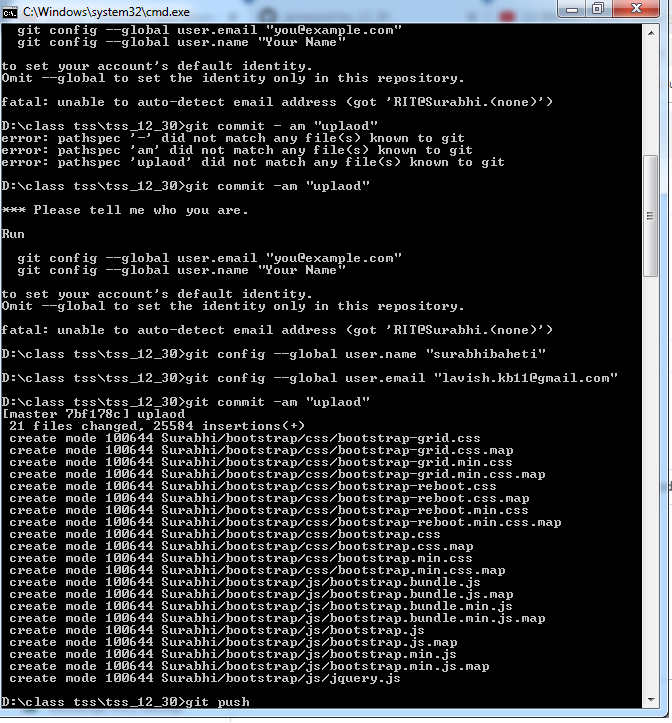 C:\Windows\system32\cmd.exe
git config --global user.email "you@example.com"
git config --global user.name "Your Name"
to set your account's default identity.
Omit --global to set the identity only in this repository.
fatal: unable to auto-detect email address (got 'RIT@Surabhi.(none)')
D:\class tss\tss_12_30>git commit - am "uplaod"
error: pathspec '-' did not match any file(s) known to git
error: pathspec 'am' did not match any file(s) known to git
error: pathspec 'uplaod' did not match any file(s) known to git
D:\class tss\tss_12_30>git commit -am "uplaod"
*** Please tell me who you are.
Run
git config --global user.email "you@example.com"
git config --global user.name "Your Name"
to set your account's default identity.
Omit --global to set the identity only in this repository.
fatal: unable to auto-detect email address (got 'RIT@Surabhi.(none)')
D:\class tss\tss_12_30>git config --global user.name "surabhibaheti"
D:\class tss\tss_12_30>git config --global user.email "lavish.kb11@gmail.com"
D:\class tss\tss_12_30>git commit -am "uplaod"
[master 7bf178c] uplaod
21 files changed, 25584 insertions(+)
create mode 100644 Surabhi/bootstrap/css/bootstrap-grid.css
create mode 100644 Surabhi/bootstrap/css/bootstrap-grid.css.map
create mode 100644 Surabhi/bootstrap/css/bootstrap-grid.min.css
create mode 100644 Surabhi/bootstrap/css/bootstrap-grid.min.css.map
create mode 100644 Surabhi/bootstrap/css/bootstrap-reboot.css
create mode 100644 Surabhi/bootstrap/css/bootstrap-reboot.css.map
create mode 100644 Surabhi/bootstrap/css/bootstrap-reboot.min.css
create mode 100644 Surabhi/bootstrap/css/bootstrap-reboot.min.css.map
create mode 100644 Surabhi/bootstrap/css/bootstrap.css
create mode 100644 Surabhi/bootstrap/css/bootstrap.css.map
create mode 100644 Surabhi/bootstrap/css/bootstrap.min.css
create mode 100644 Surabhi/bootstrap/css/bootstrap.min.css.map
create mode 100644 Surabhi/bootstrap/js/bootstrap.bundle.js
create mode 100644 Surabhi/bootstrap/js/bootstrap.bundle.js.map
create mode 100644 Surabhi/bootstrap/js/bootstrap.bundle.min.js
create mode 100644 Surabhi/bootstrap/js/bootstrap.bundle.min.js.map
create mode 100644 Surabhi/bootstrap/js/bootstrap.js
create mode 100644 Surabhi/bootstrap/js/bootstrap.js.map
create mode 100644 Surabhi/bootstrap/js/bootstrap.min.js
create mode 100644 Surabhi/bootstrap/js/bootstrap.min.js.map
create mode 100644 Surabhi/bootstrap/js/jquery.js
D:\class tss\tss_12_30>git push